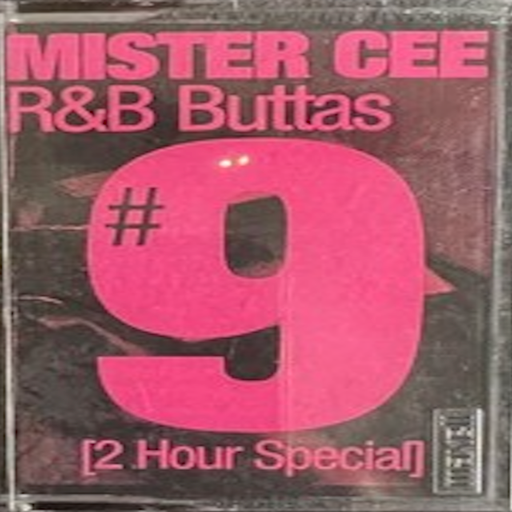 MISTER CEE
R&B Buttas
#9
[2 Hour Special]